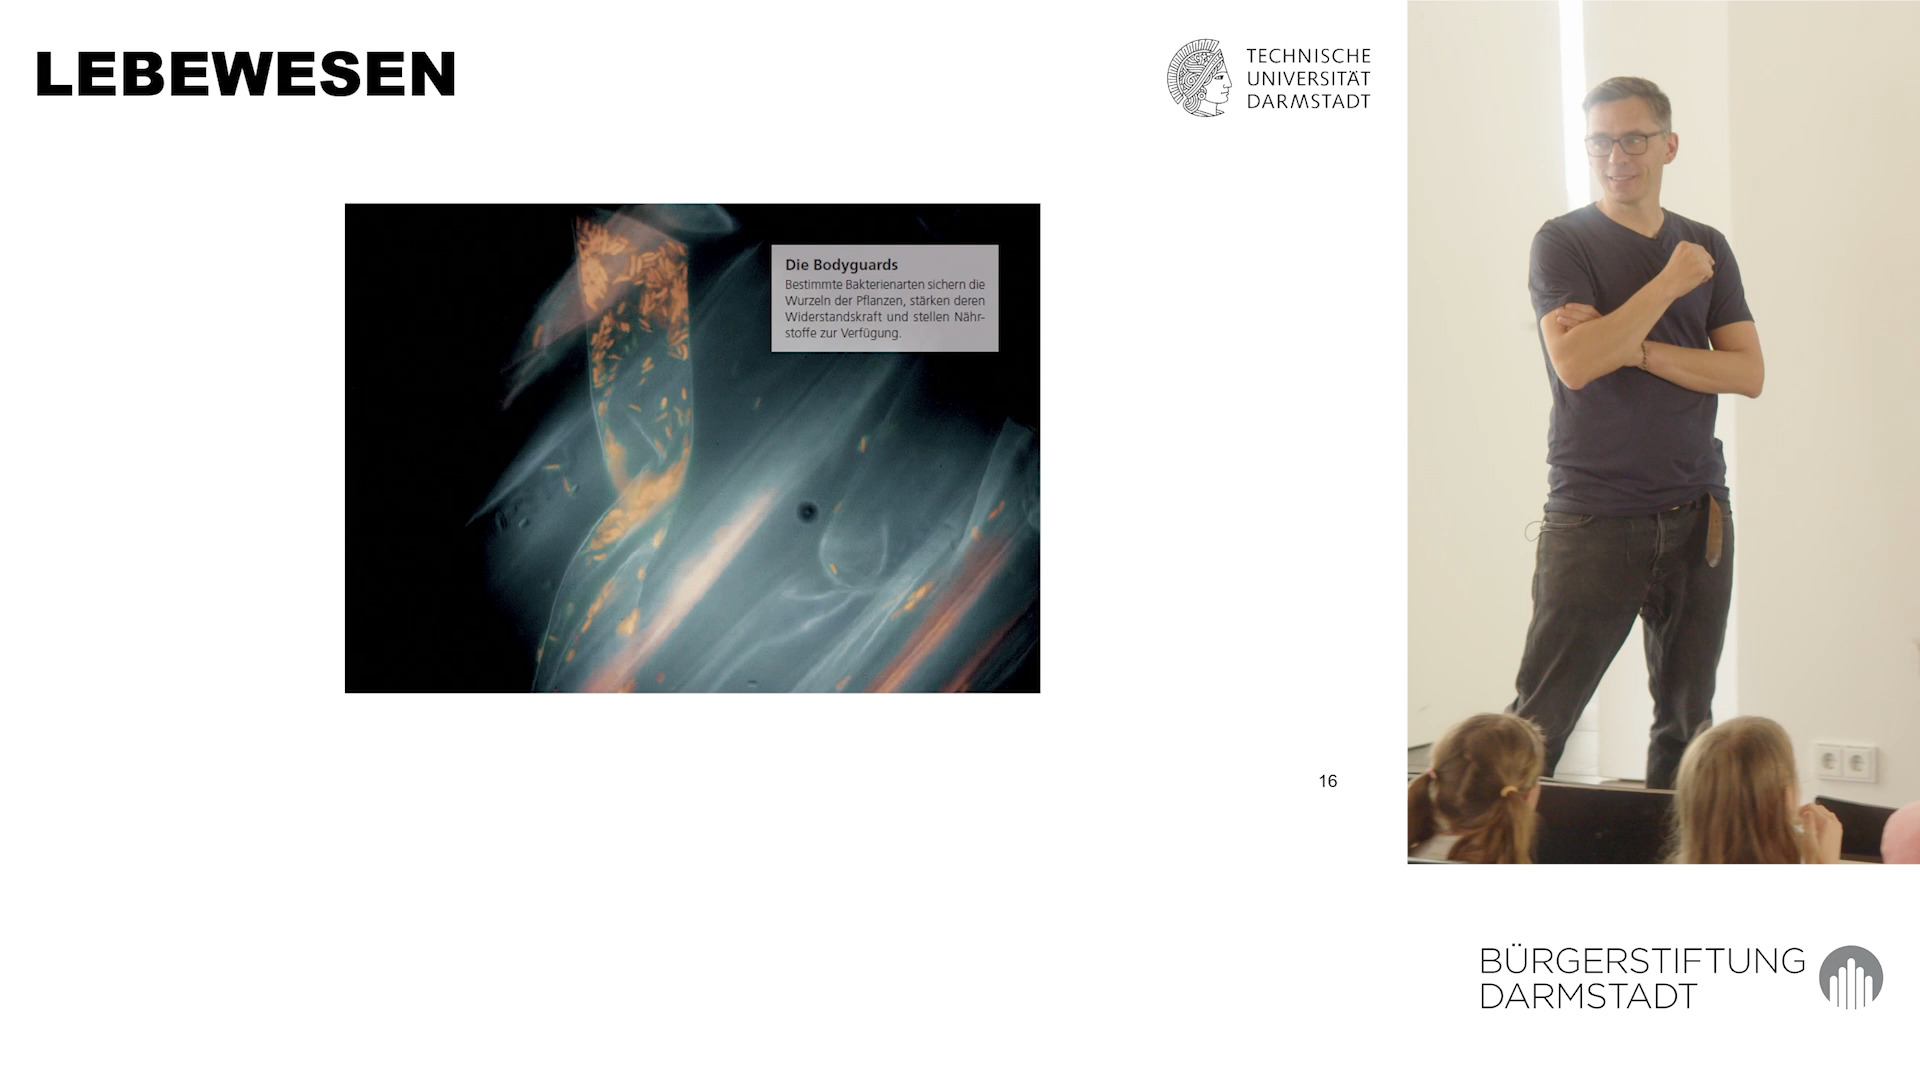 LEBEWESEN
TECHNISCHE
UNIVERSITÄT
DARMSTADT
Die Bodyguards
Bestimmte Bakterienarten sichern die
Wurzeln der Pflanzen, stärken deren
Widerstandskraft und stellen Nähr-
stoffe zur Verfügung.
16
BÜRGERSTIFTUNG
DARMSTADT